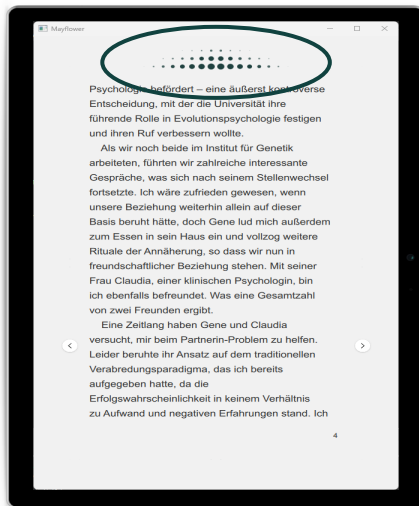 Mayflower
Psychologie befördert – eine äußerst kontroverse
Entscheidung, mit der die Universität ihre
führende Rolle in Evolutionspsychologie festigen
und ihren Ruf verbessern wollte.
Als wir noch beide im Institut für Genetik
arbeiteten, führten wir zahlreiche interessante
Gespräche, was sich nach seinem Stellenwechsel
fortsetzte. Ich wäre zufrieden gewesen, wenn
unsere Beziehung weiterhin allein auf dieser
Basis beruht hätte, doch Gene lud mich außerdem
zum Essen in sein Haus ein und vollzog weitere
Rituale der Annäherung, so dass wir nun in
freundschaftlicher Beziehung stehen. Mit seiner
Frau Claudia, einer klinischen Psychologin, bin
ich ebenfalls befreundet. Was eine Gesamtzahl
von zwei Freunden ergibt.
Eine Zeitlang haben Gene und Claudia
versucht, mir beim Partnerin-Problem zu helfen.
Leider beruhte ihr Ansatz auf dem traditionellen
Verabredungsparadigma, das ich bereits
aufgegeben hatte, da die
Erfolgswahrscheinlichkeit in keinem Verhältnis
zu Aufwand und negativen Erfahrungen stand. Ich
4